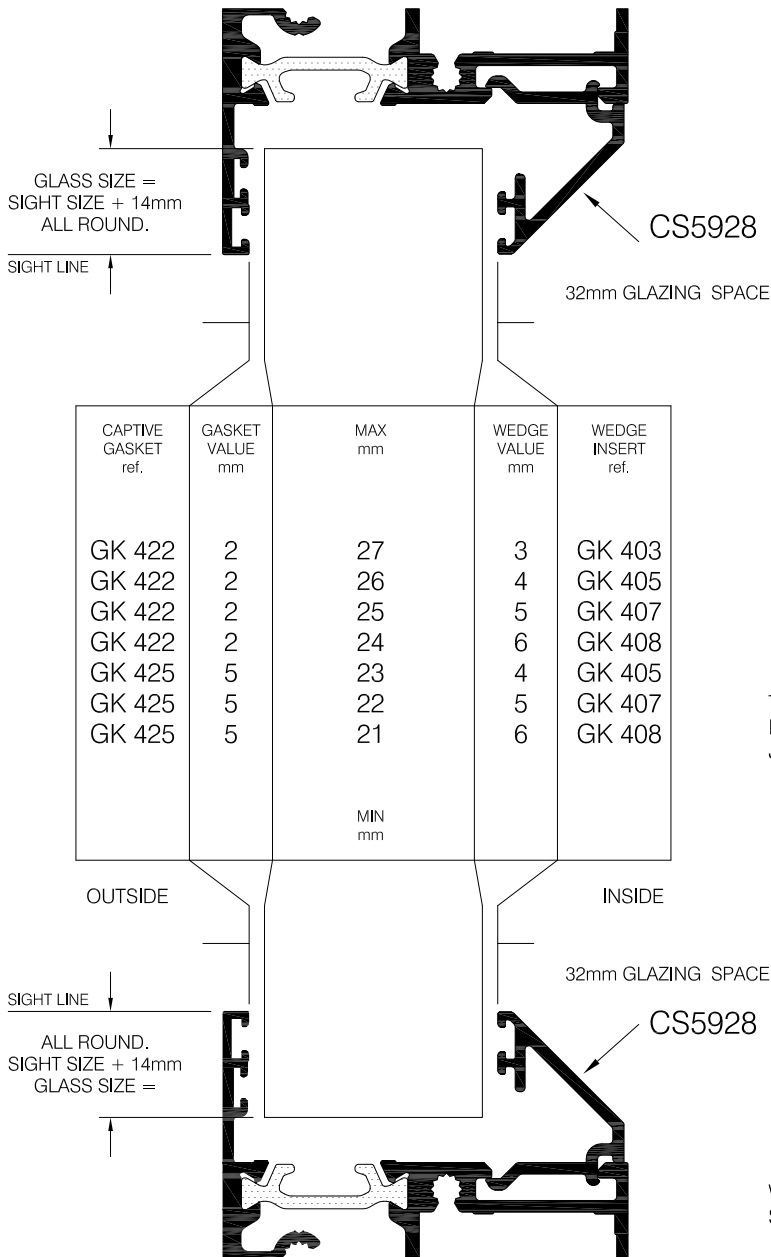 GLASS SIZE =
SIGHT SIZE + 14mm
ALL ROUND.
SIGHT LINE
CS5928
32mm GLAZING SPACE
CAPTIVE GASKET ref. GASKET VALUE mm MAX mm WEDGE VALUE mm WEDGE INSERT ref.
GK 422 2 27 3 GK 403
GK 422 2 26 4 GK 405
GK 422 2 25 5 GK 407
GK 422 2 24 6 GK 408
GK 425 5 23 4 GK 405
GK 425 5 22 5 GK 407
GK 425 5 21 6 GK 408
MIN
mm
OUTSIDE INSIDE
32mm GLAZING SPACE
SIGHT LINE
CS5928
ALL ROUND.
SIGHT SIZE + 14mm
GLASS SIZE =